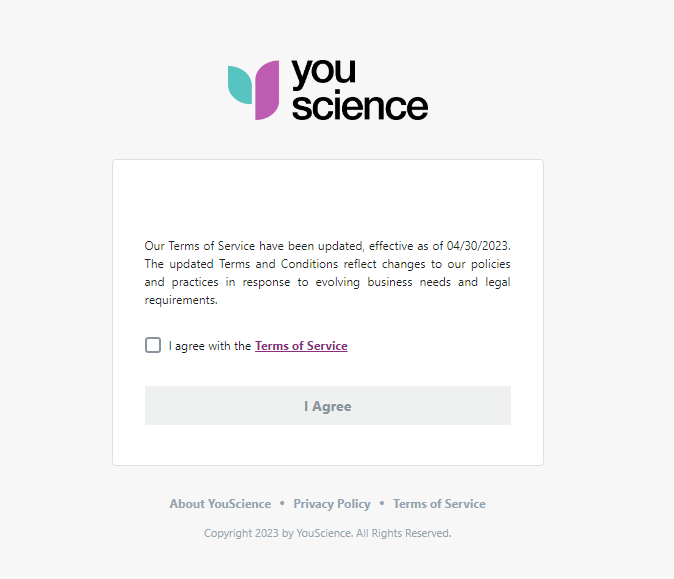 you
science
Our Terms of Service have been updated, effective as of 04/30/2023.
The updated Terms and Conditions reflect changes to our policies
and practices in response to evolving business needs and legal
requirements.
I agree with the Terms of Service
I Agree
About YouScience • Privacy Policy • Terms of Service
Copyright 2023 by YouScience. All Rights Reserved.